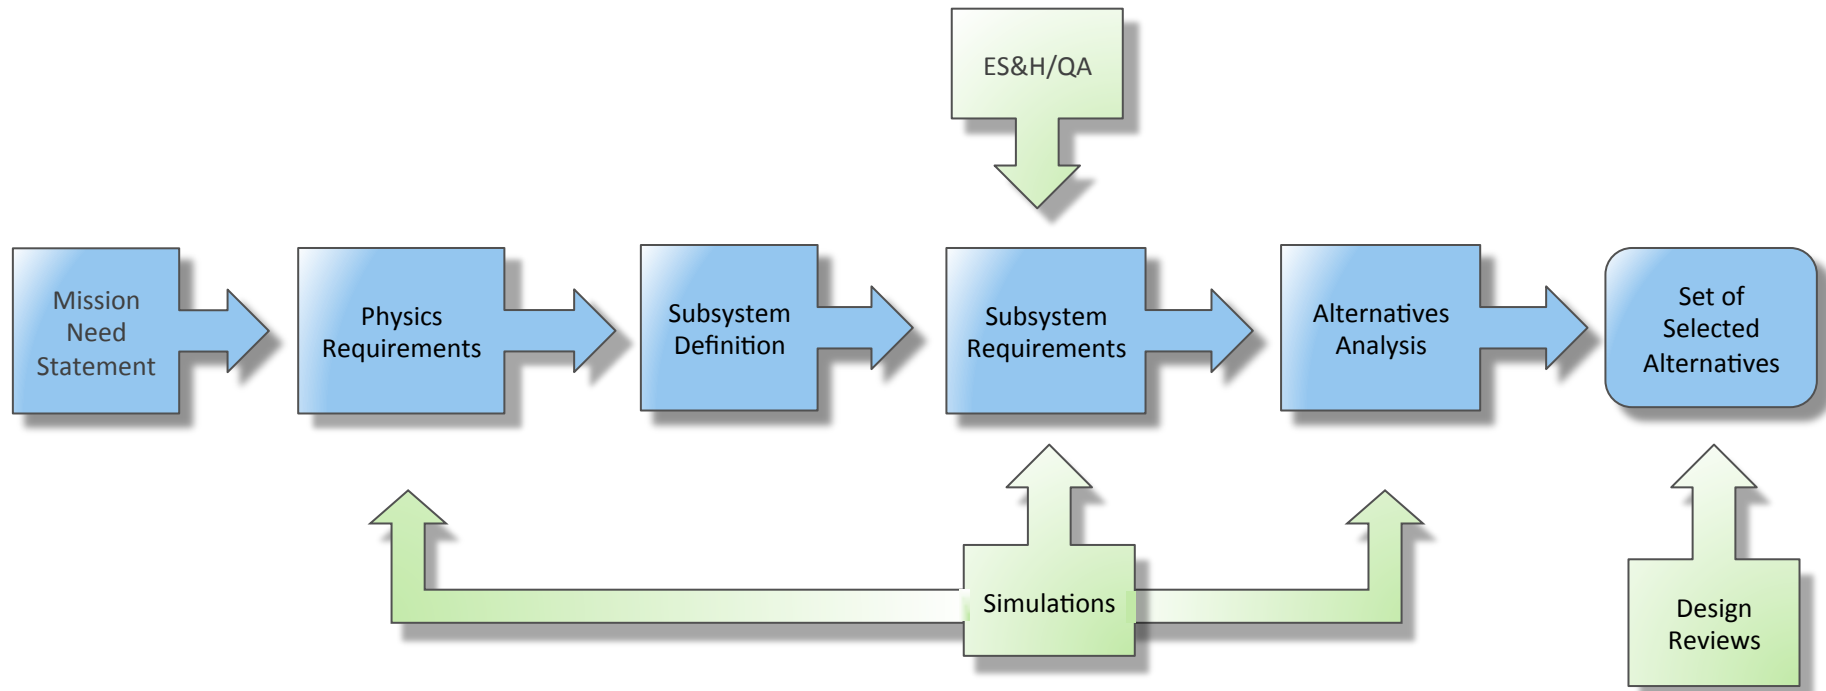 ES&H/QA
Mission
Need
Statement
Physics
Requirements
Subsystem
Definition
Subsystem
Requirements
Alternatives
Analysis
Set of
Selected
Alternatives
Simulations
Design
Reviews